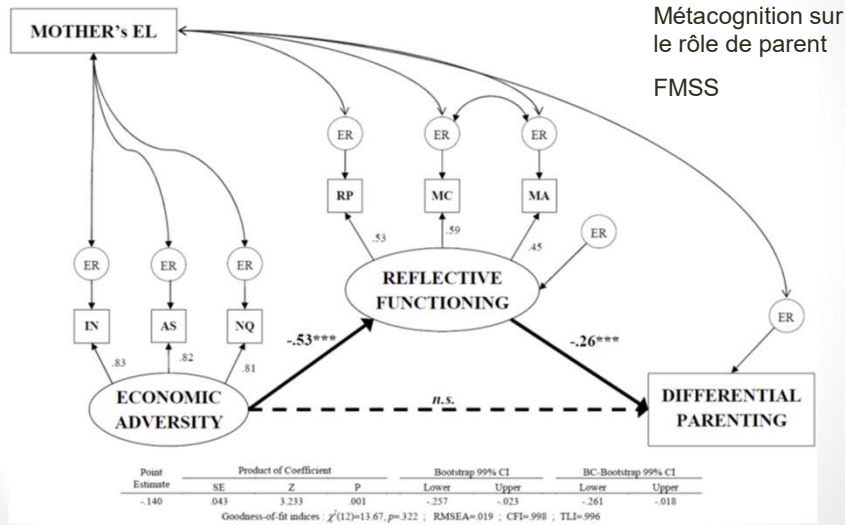 Métacognition sur
le rôle de parent
FMSS
MOTHER's EL
ER ER ER
RP MC MA
.53 .59 .45
ER
ER ER ER
REFLECTIVE
FUNCTIONING
ER
IN AS NQ
-.53*** -.26***
.83 .82 .81
ECONOMIC
ADVERSITY
n.s.
DIFFERENTIAL
PARENTING
Point
Estimate Product of Coefficient Bootstrap 99% CI BC-Bootstrap 99% CI
SE Z P Lower Upper Lower Upper
-.140 .043 3.233 .001 -.257 -.023 -.261 -.018
Goodness-of-fit indices : χ²(12)=13.67, p=.322 ; RMSEA=.019 ; CFI=.998 ; TLI=.996